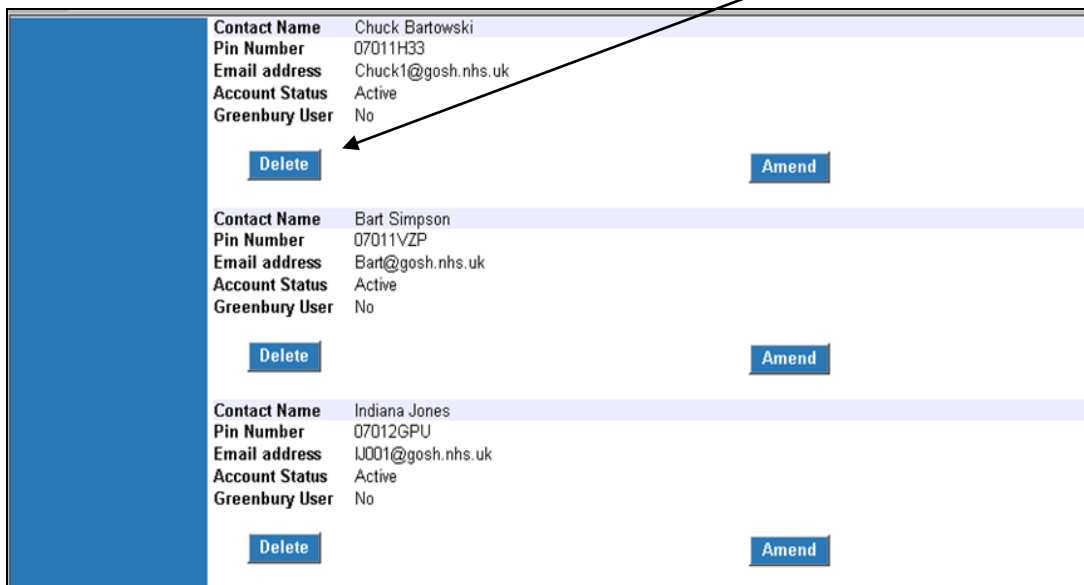 Contact Name Chuck Bartowski
Pin Number 07011H33
Email address Chuck1@gosh.nhs.uk
Account Status Active
Greenbury User No
Delete Amend
Contact Name Bart Simpson
Pin Number 07011VZP
Email address Bart@gosh.nhs.uk
Account Status Active
Greenbury User No
Delete Amend
Contact Name Indiana Jones
Pin Number 07012GPU
Email address IJ001@gosh.nhs.uk
Account Status Active
Greenbury User No
Delete Amend